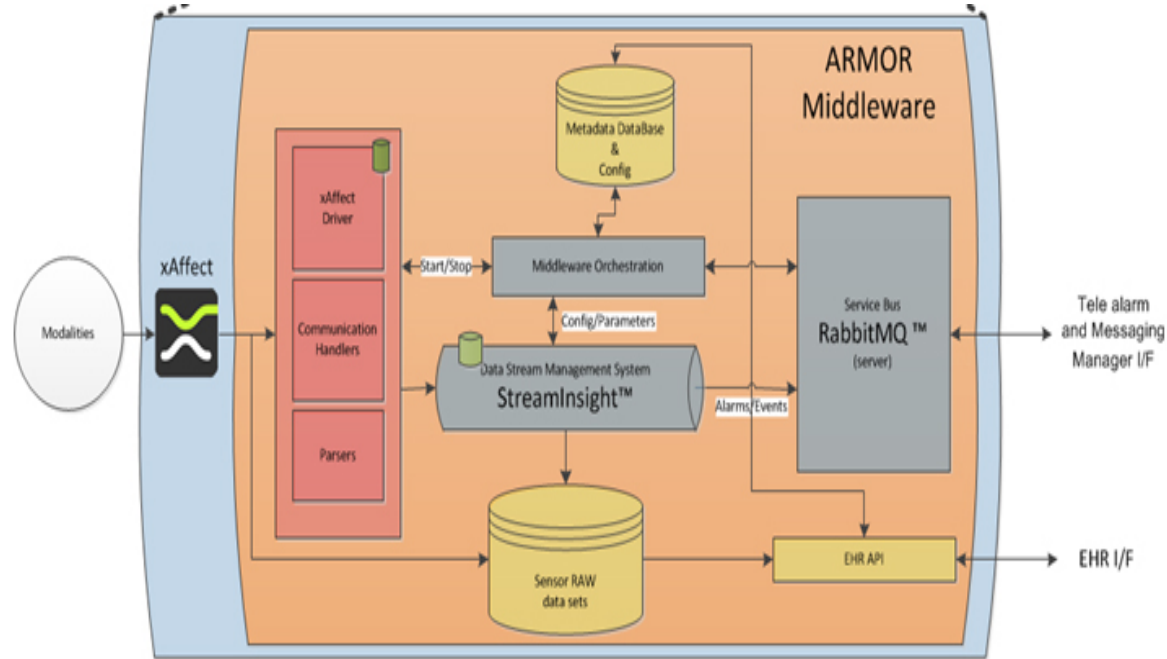 ARMOR
Middleware
Metadata DataBase
&
Config
xAffect
Driver
xAffect
Start/Stop
Middleware Orchestration
Service Bus
RabbitMQ ™
(server)
Tele alarm
and Messaging
Manager I/F
Modalities
Communication
Handlers
Config/Parameters
Data Stream Management System
StreamInsight™
Alarms/Events
Parsers
Sensor RAW
data sets
EHR API
EHR I/F